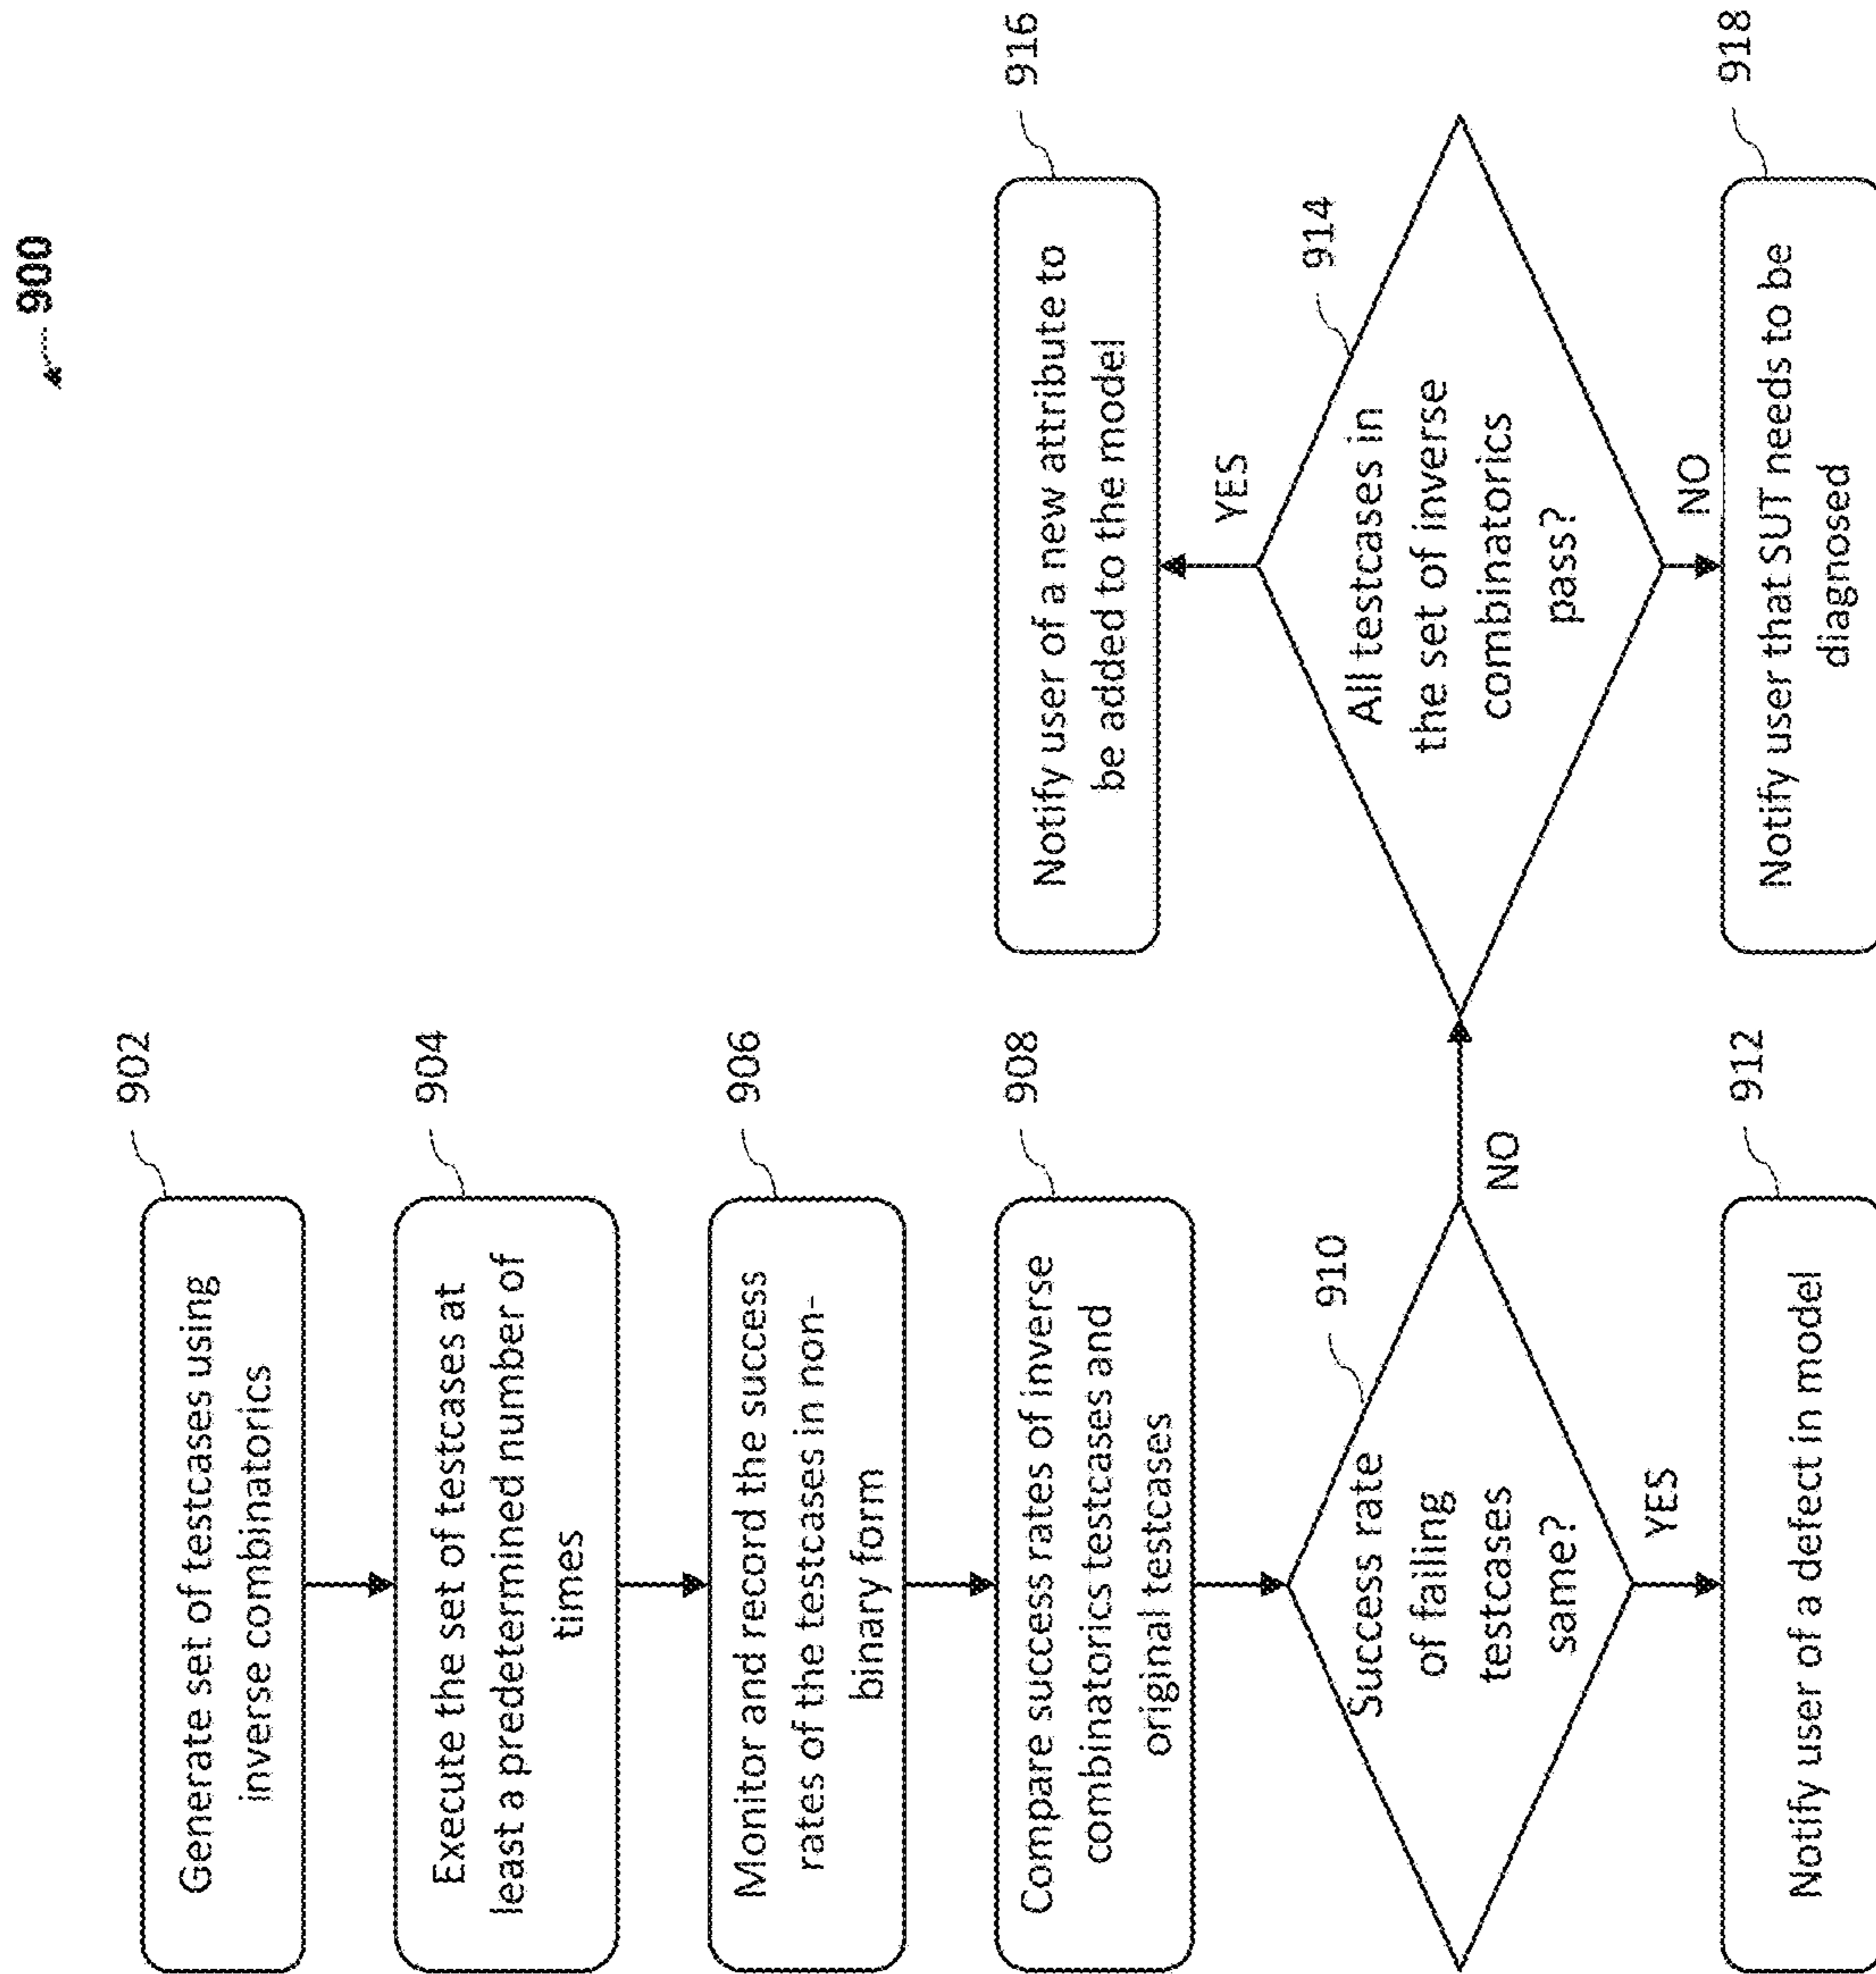 900
902
Generate set of testcases using
inverse combinatorics
904
Execute the set of testcases at
least a predetermined number of
times
906
Monitor and record the success
rates of the testcases in non-
binary form
908
Compare success rates of inverse
combinatorics testcases and
original testcases
910
Success rate
of failing
testcases
same?
NO
YES
912
Notify user of a defect in model
914
All testcases in
the set of inverse
combinatorics
pass?
YES
NO
916
Notify user of a new attribute to
be added to the model
918
Notify user that SUT needs to be
diagnosed